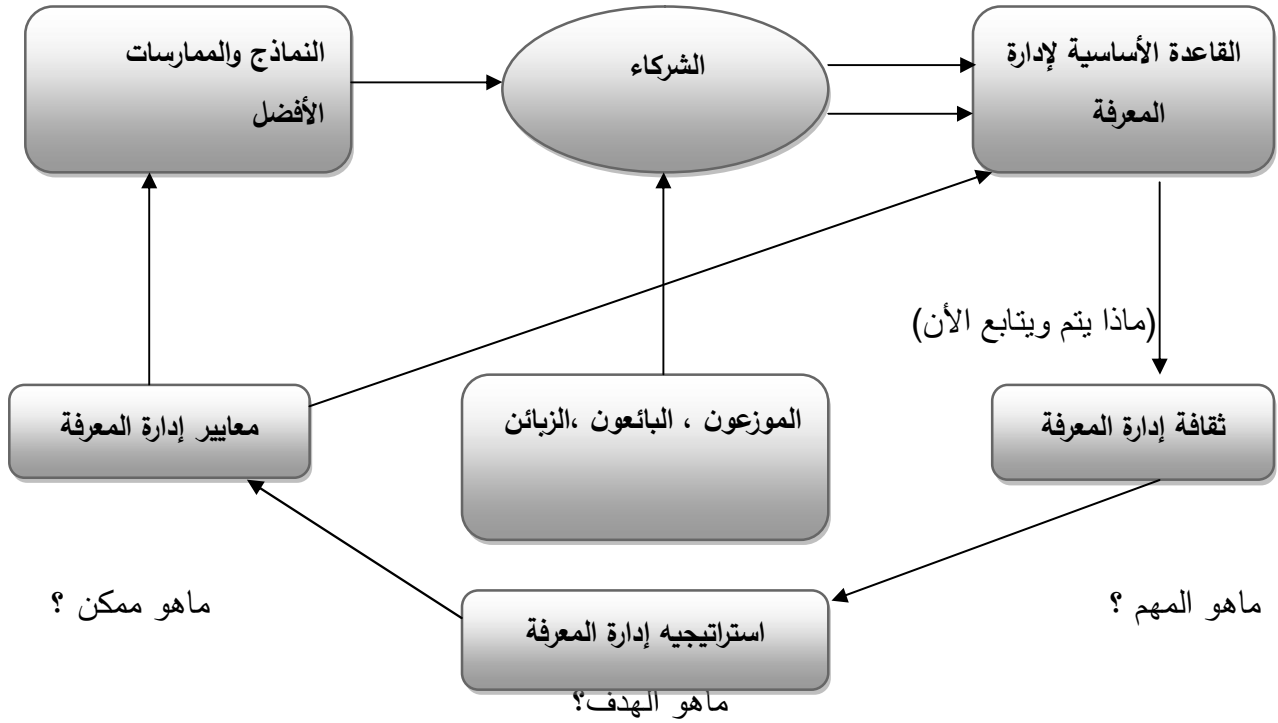 القاعدة الأساسية لإدارة
المعرفة
الشركاء
النماذج والممارسات
الأفضل
(ماذا يتم ويتابع الأن)
ثقافة إدارة المعرفة
الموزعون ، البائعون ،الزبائن
معايير إدارة المعرفة
ماهو المهم ؟
استراتيجيه إدارة المعرفة
ماهو ممكن ؟
ماهو الهدف؟